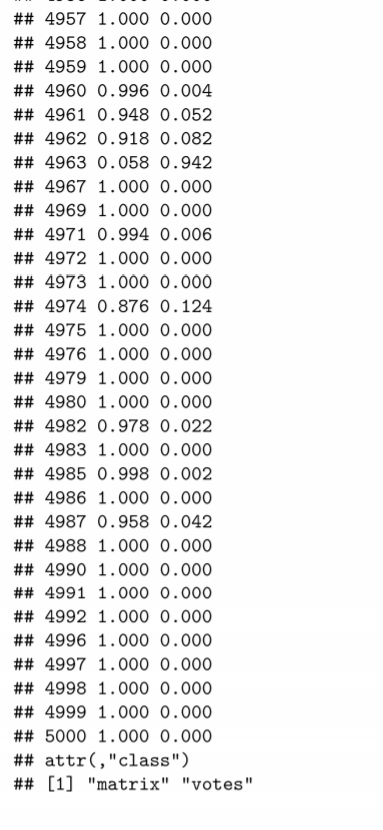 ## 4957 1.000 0.000
## 4958 1.000 0.000
## 4959 1.000 0.000
## 4960 0.996 0.004
## 4961 0.948 0.052
## 4962 0.918 0.082
## 4963 0.058 0.942
## 4967 1.000 0.000
## 4969 1.000 0.000
## 4971 0.994 0.006
## 4972 1.000 0.000
## 4973 1.000 0.000
## 4974 0.876 0.124
## 4975 1.000 0.000
## 4976 1.000 0.000
## 4979 1.000 0.000
## 4980 1.000 0.000
## 4982 0.978 0.022
## 4983 1.000 0.000
## 4985 0.998 0.002
## 4986 1.000 0.000
## 4987 0.958 0.042
## 4988 1.000 0.000
## 4990 1.000 0.000
## 4991 1.000 0.000
## 4992 1.000 0.000
## 4996 1.000 0.000
## 4997 1.000 0.000
## 4998 1.000 0.000
## 4999 1.000 0.000
## 5000 1.000 0.000
## attr(,"class")
## [1] "matrix" "votes"